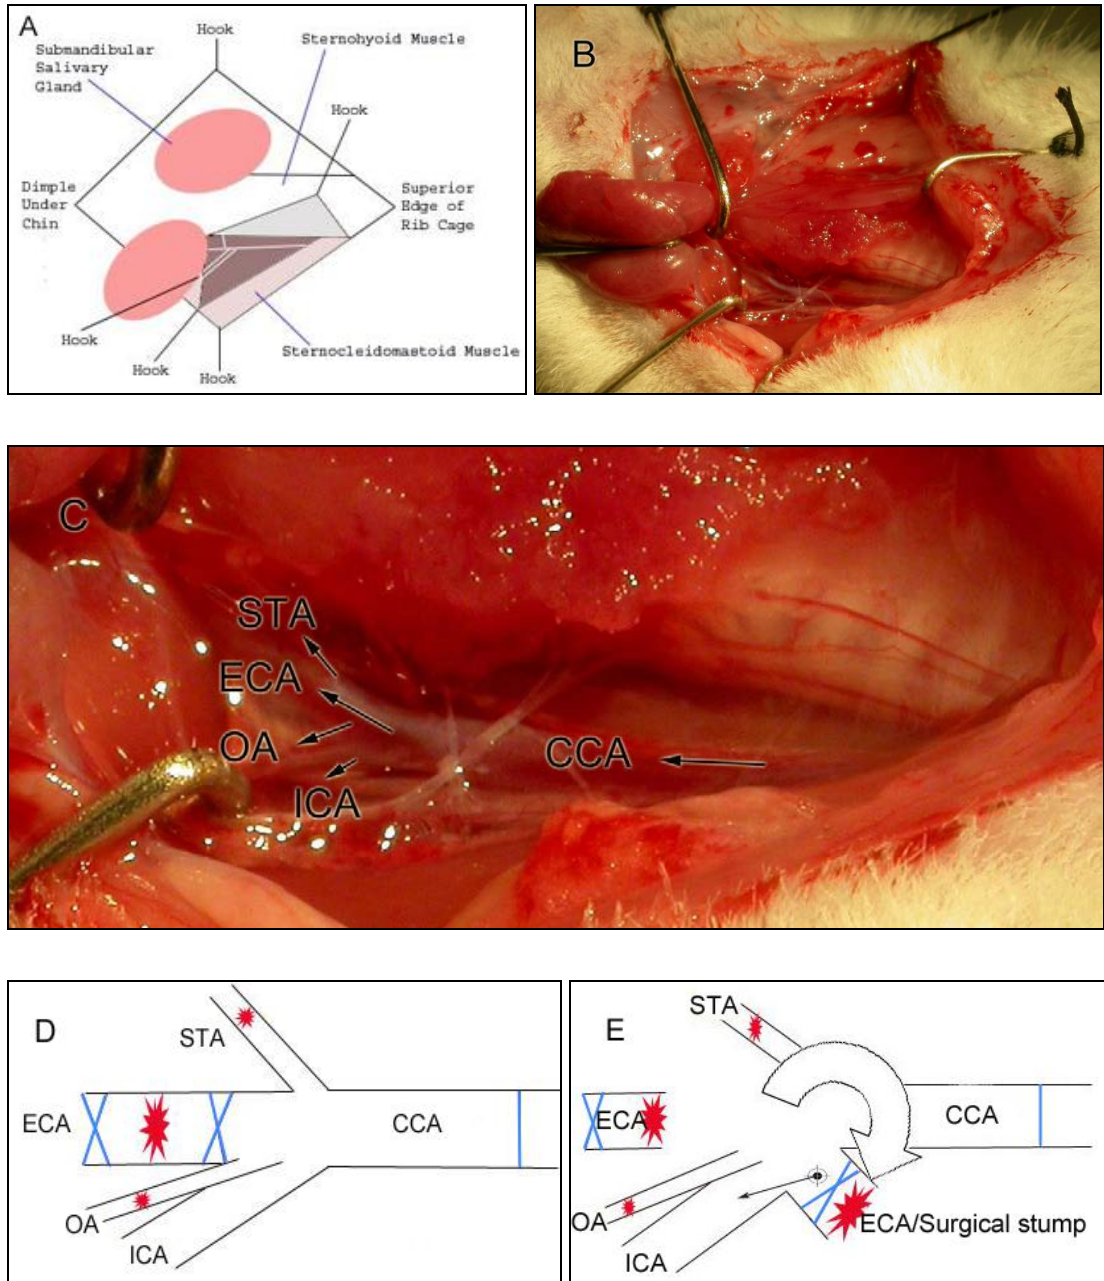 A
Hook
Submandibular
Salivary
Gland
Sternohyoid Muscle
Hook
Dimple
Under
Chin
Superior
Edge of
Rib Cage
Hook
Hook
Hook
Sternocleidomastoid Muscle
B
C
STA
ECA
OA
ICA
CCA
D
STA
ECA
CCA
OA
ICA
E
STA
ECA
CCA
OA
ICA
ECA/Surgical stump